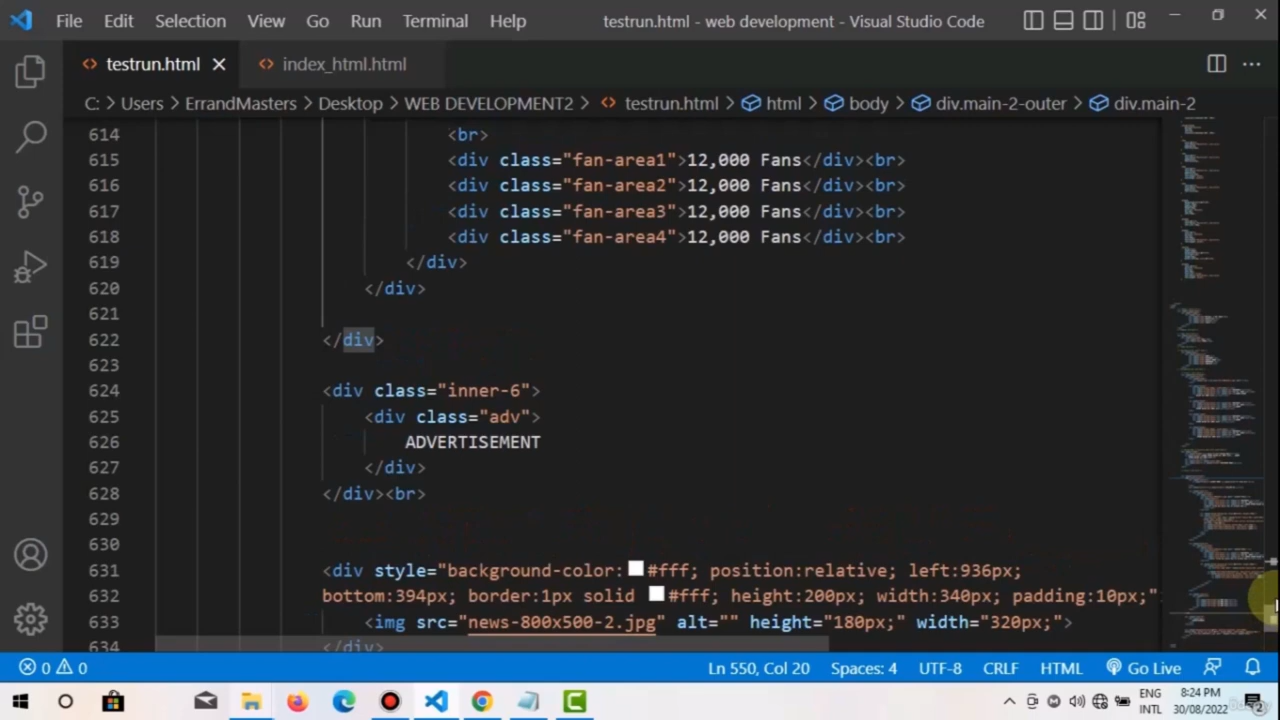 File Edit Selection View Go Run Terminal Help testrun.html - web development - Visual Studio Code
testrun.html index_html.html
C: > Users > ErrandMasters > Desktop > WEB DEVELOPMENT2 > testrun.html > html > body > div.main-2-outer > div.main-2
614 <br>
615 <div class="fan-area1">12,000 Fans</div><br>
616 <div class="fan-area2">12,000 Fans</div><br>
617 <div class="fan-area3">12,000 Fans</div><br>
618 <div class="fan-area4">12,000 Fans</div><br>
619 </div>
620 </div>
621
622 </div>
623
624 <div class="inner-6">
625 <div class="adv">
626 ADVERTISEMENT
627 </div>
628 </div><br>
629
630
631 <div style="background-color:#fff; position:relative; left:936px;
632 bottom:394px; border:1px solid #fff; height:200px; width:340px; padding:10px;"
633 <img src="news-800x500-2.jpg" alt="" height="180px;" width="320px;">
634 </div>
0 0 Ln 550, Col 20 Spaces: 4 UTF-8 CRLF HTML Go Live
ENG 8:24 PM
INTL 30/08/2022